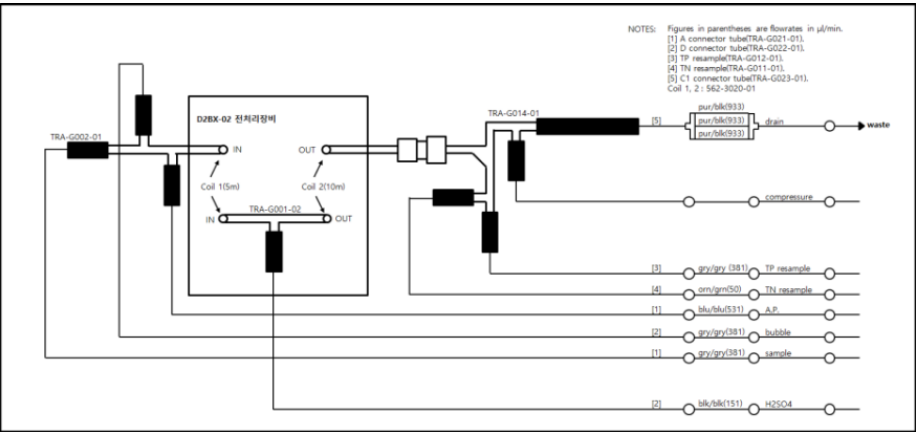 NOTES: Figures in parentheses are flowrates in µl/min.
[1] A connector tube(TRA-G021-01).
[2] D connector tube(TRA-G022-01).
[3] TP resample(TRA-G012-01).
[4] TN resample(TRA-G011-01).
[5] C1 connector tube(TRA-G023-01).
Coil 1, 2 : 562-3020-01
D2BX-02 전처리장비
TRA-G002-01
IN
OUT
Coil 1(5m)
Coil 2(10m)
TRA-G001-02
IN
OUT
TRA-G014-01
pur/blk(933)
[5] pur/blk(933) drain waste
pur/blk(933)
compressure
[3] gry/gry (381) TP resample
[4] orn/grn(50) TN resample
[1] blu/blu(531) A.P.
[2] gry/gry(381) bubble
[1] gry/gry(381) sample
[2] blk/blk(151) H2SO4